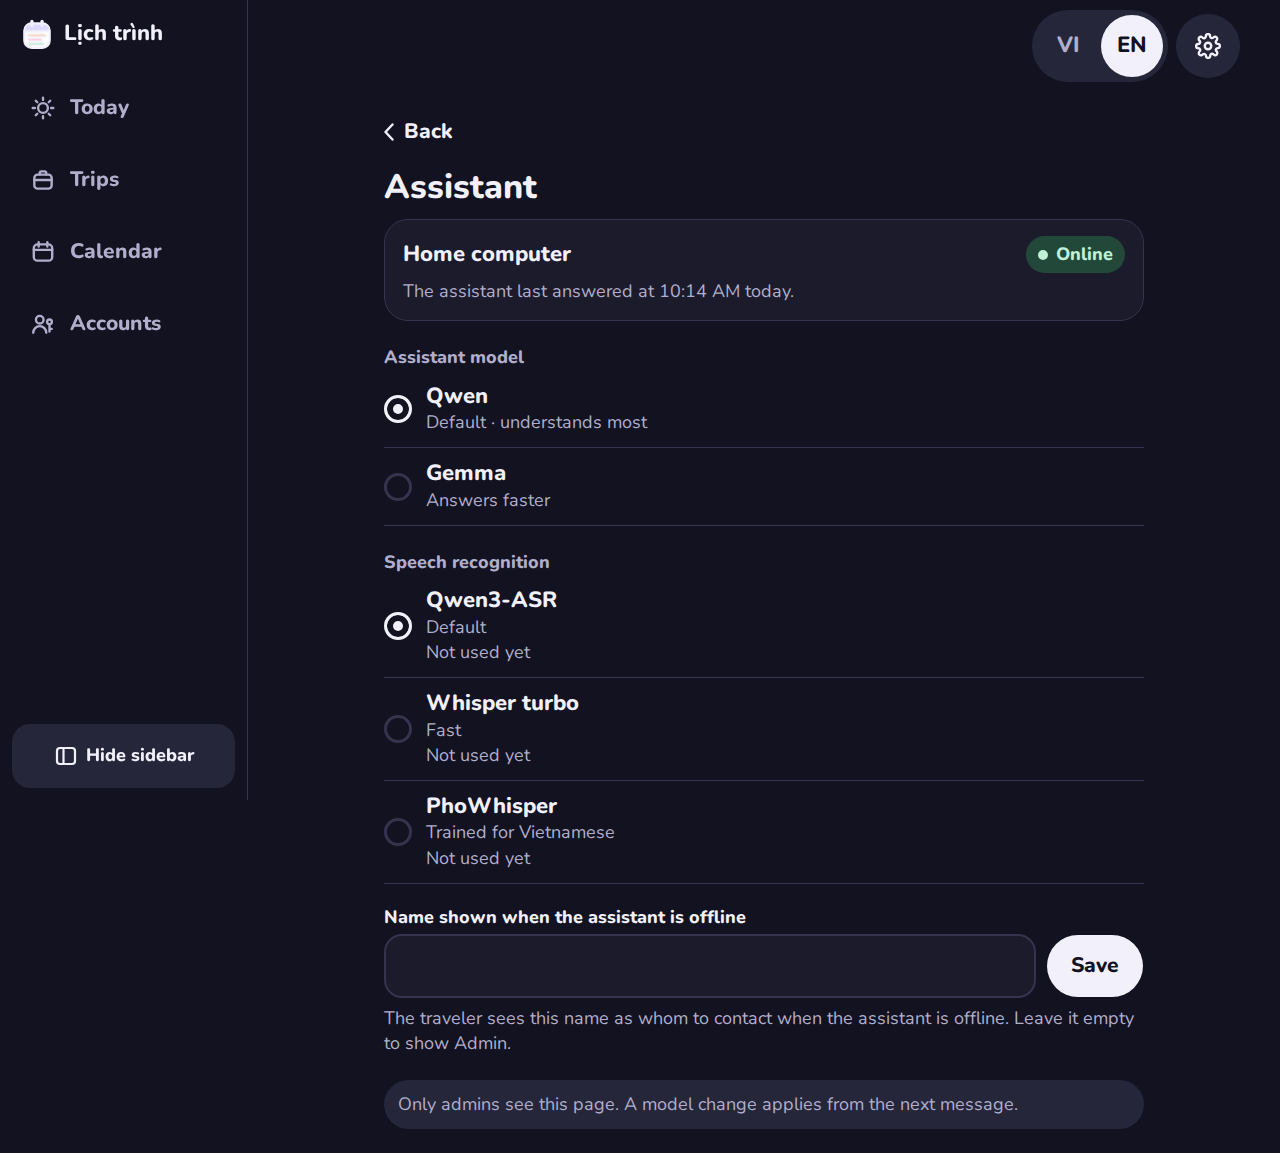 Lịch trình
VI
EN
Today
Trips
Calendar
Accounts
Hide sidebar
Back
Assistant
Home computer
Online
The assistant last answered at 10:14 AM today.
Assistant model
Qwen
Default · understands most
Gemma
Answers faster
Speech recognition
Qwen3-ASR
Default
Not used yet
Whisper turbo
Fast
Not used yet
PhoWhisper
Trained for Vietnamese
Not used yet
Name shown when the assistant is offline
Save
The traveler sees this name as whom to contact when the assistant is offline. Leave it empty
to show Admin.
Only admins see this page. A model change applies from the next message.